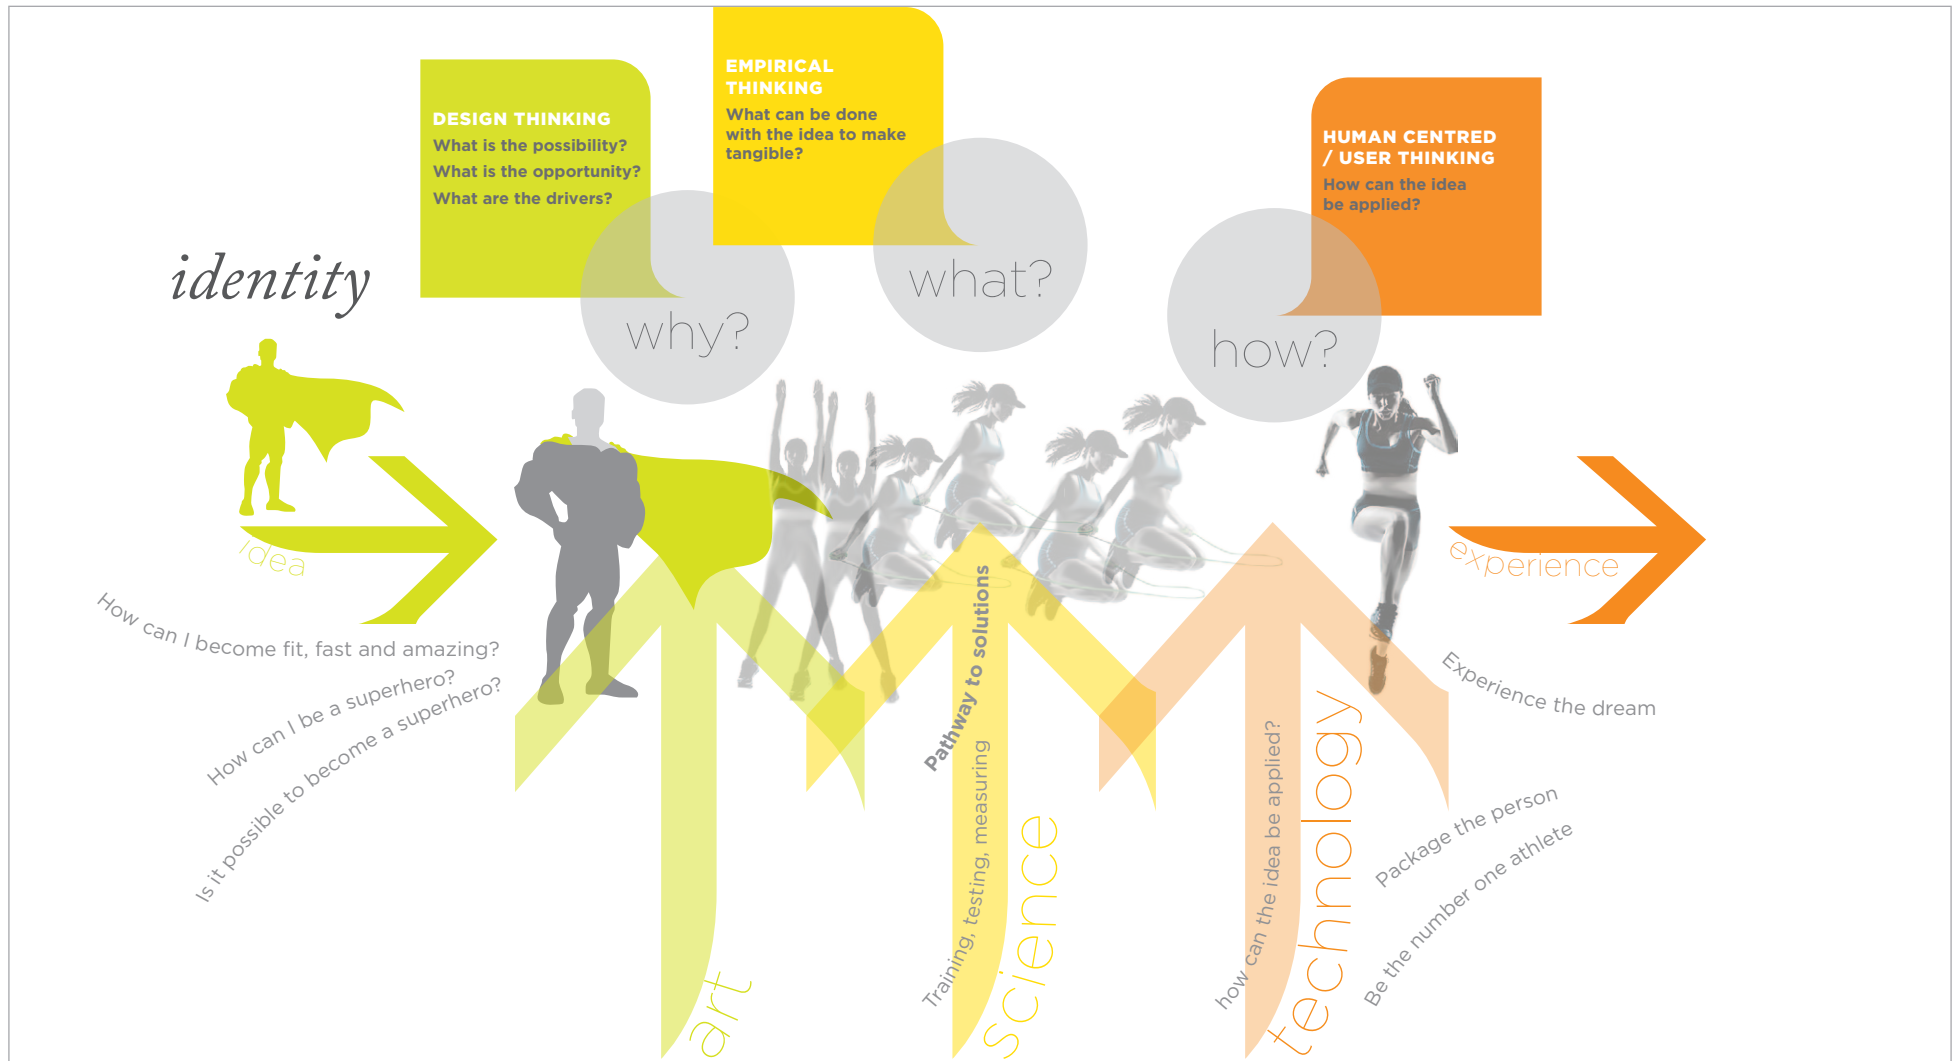 DESIGN THINKING
What is the possibility?
What is the opportunity?
What are the drivers?
EMPIRICAL
THINKING
What can be done
with the idea to make
tangible?
HUMAN CENTRED
/ USER THINKING
How can the idea
be applied?
identity
why?
what?
how?
idea
experience
How can I become fit, fast and amazing?
How can I be a superhero?
Is it possible to become a superhero?
Pathway to solutions
Training, testing, measuring
how can the idea be applied?
Experience the dream
Package the person
Be the number one athlete
art
science
technology